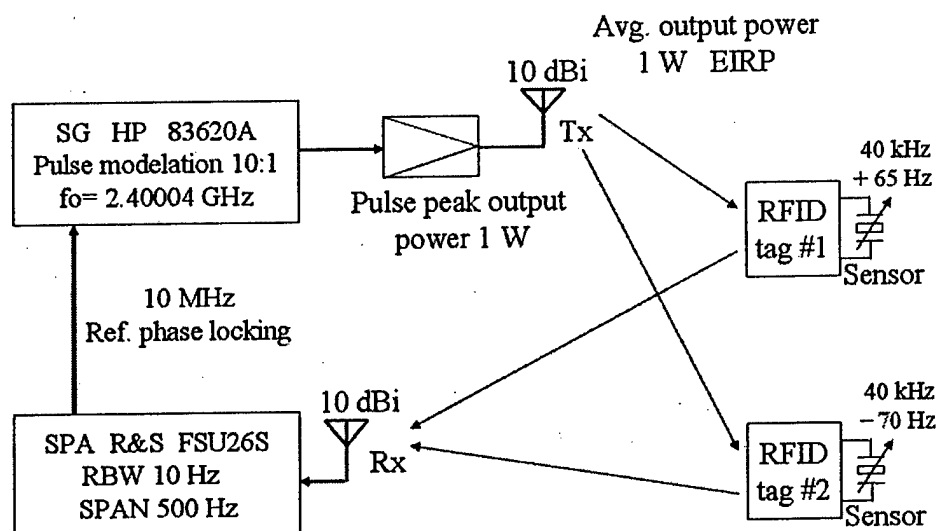 Avg. output power
1 W EIRP
10 dBi
Tx
SG HP 83620A
Pulse modelation 10:1
fo= 2.40004 GHz
Pulse peak output
power 1 W
40 kHz
+ 65 Hz
RFID
tag #1
Sensor
10 MHz
Ref. phase locking
10 dBi
Rx
SPA R&S FSU26S
RBW 10 Hz
SPAN 500 Hz
40 kHz
− 70 Hz
RFID
tag #2
Sensor